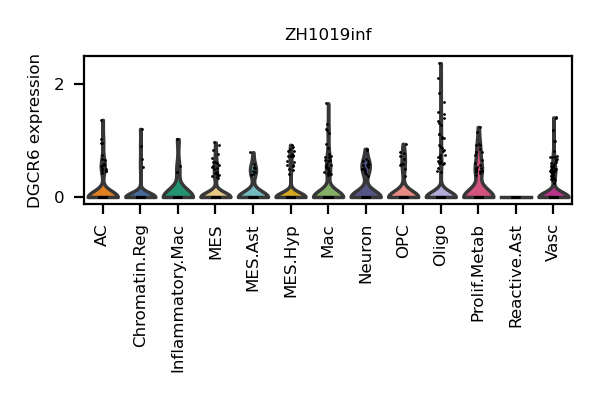 ZH1019inf
DGCR6 expression
2
0
AC
Chromatin.Reg
Inflammatory.Mac
MES
MES.Ast
MES.Hyp
Mac
Neuron
OPC
Oligo
Prolif.Metab
Reactive.Ast
Vasc